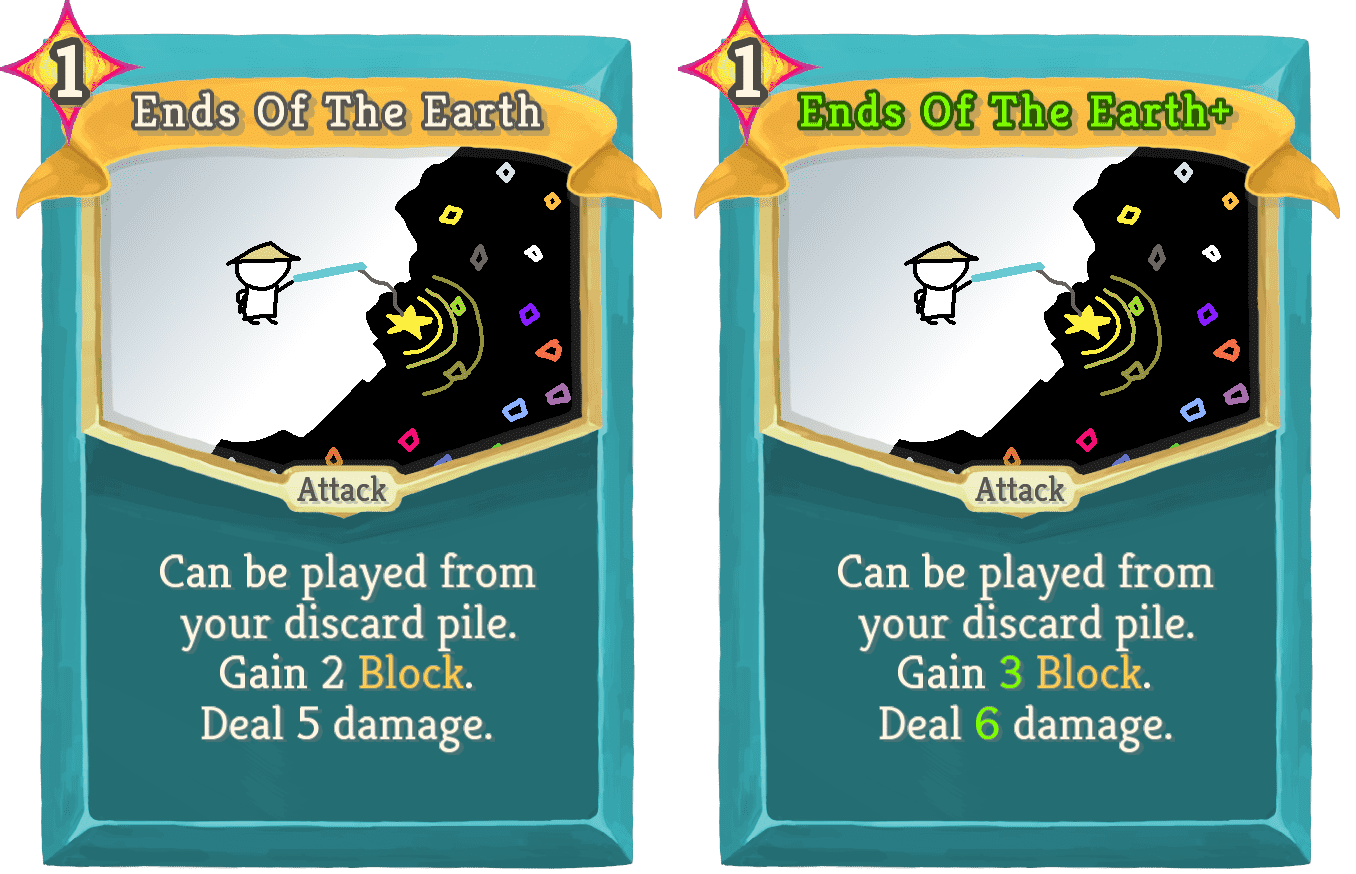 1
Ends Of The Earth
Attack
Can be played from
your discard pile.
Gain 2 Block.
Deal 5 damage.
1
Ends Of The Earth+
Attack
Can be played from
your discard pile.
Gain 3 Block.
Deal 6 damage.